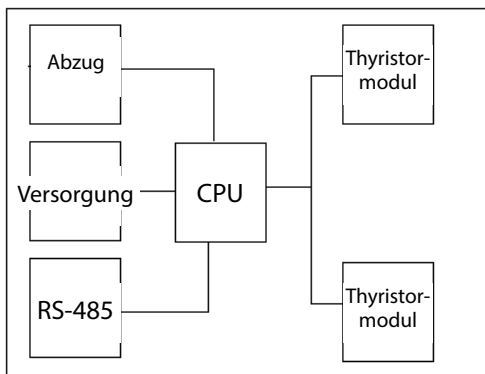 Abzug
Versorgung
RS-485
CPU
Thyristor-
modul
Thyristor-
modul